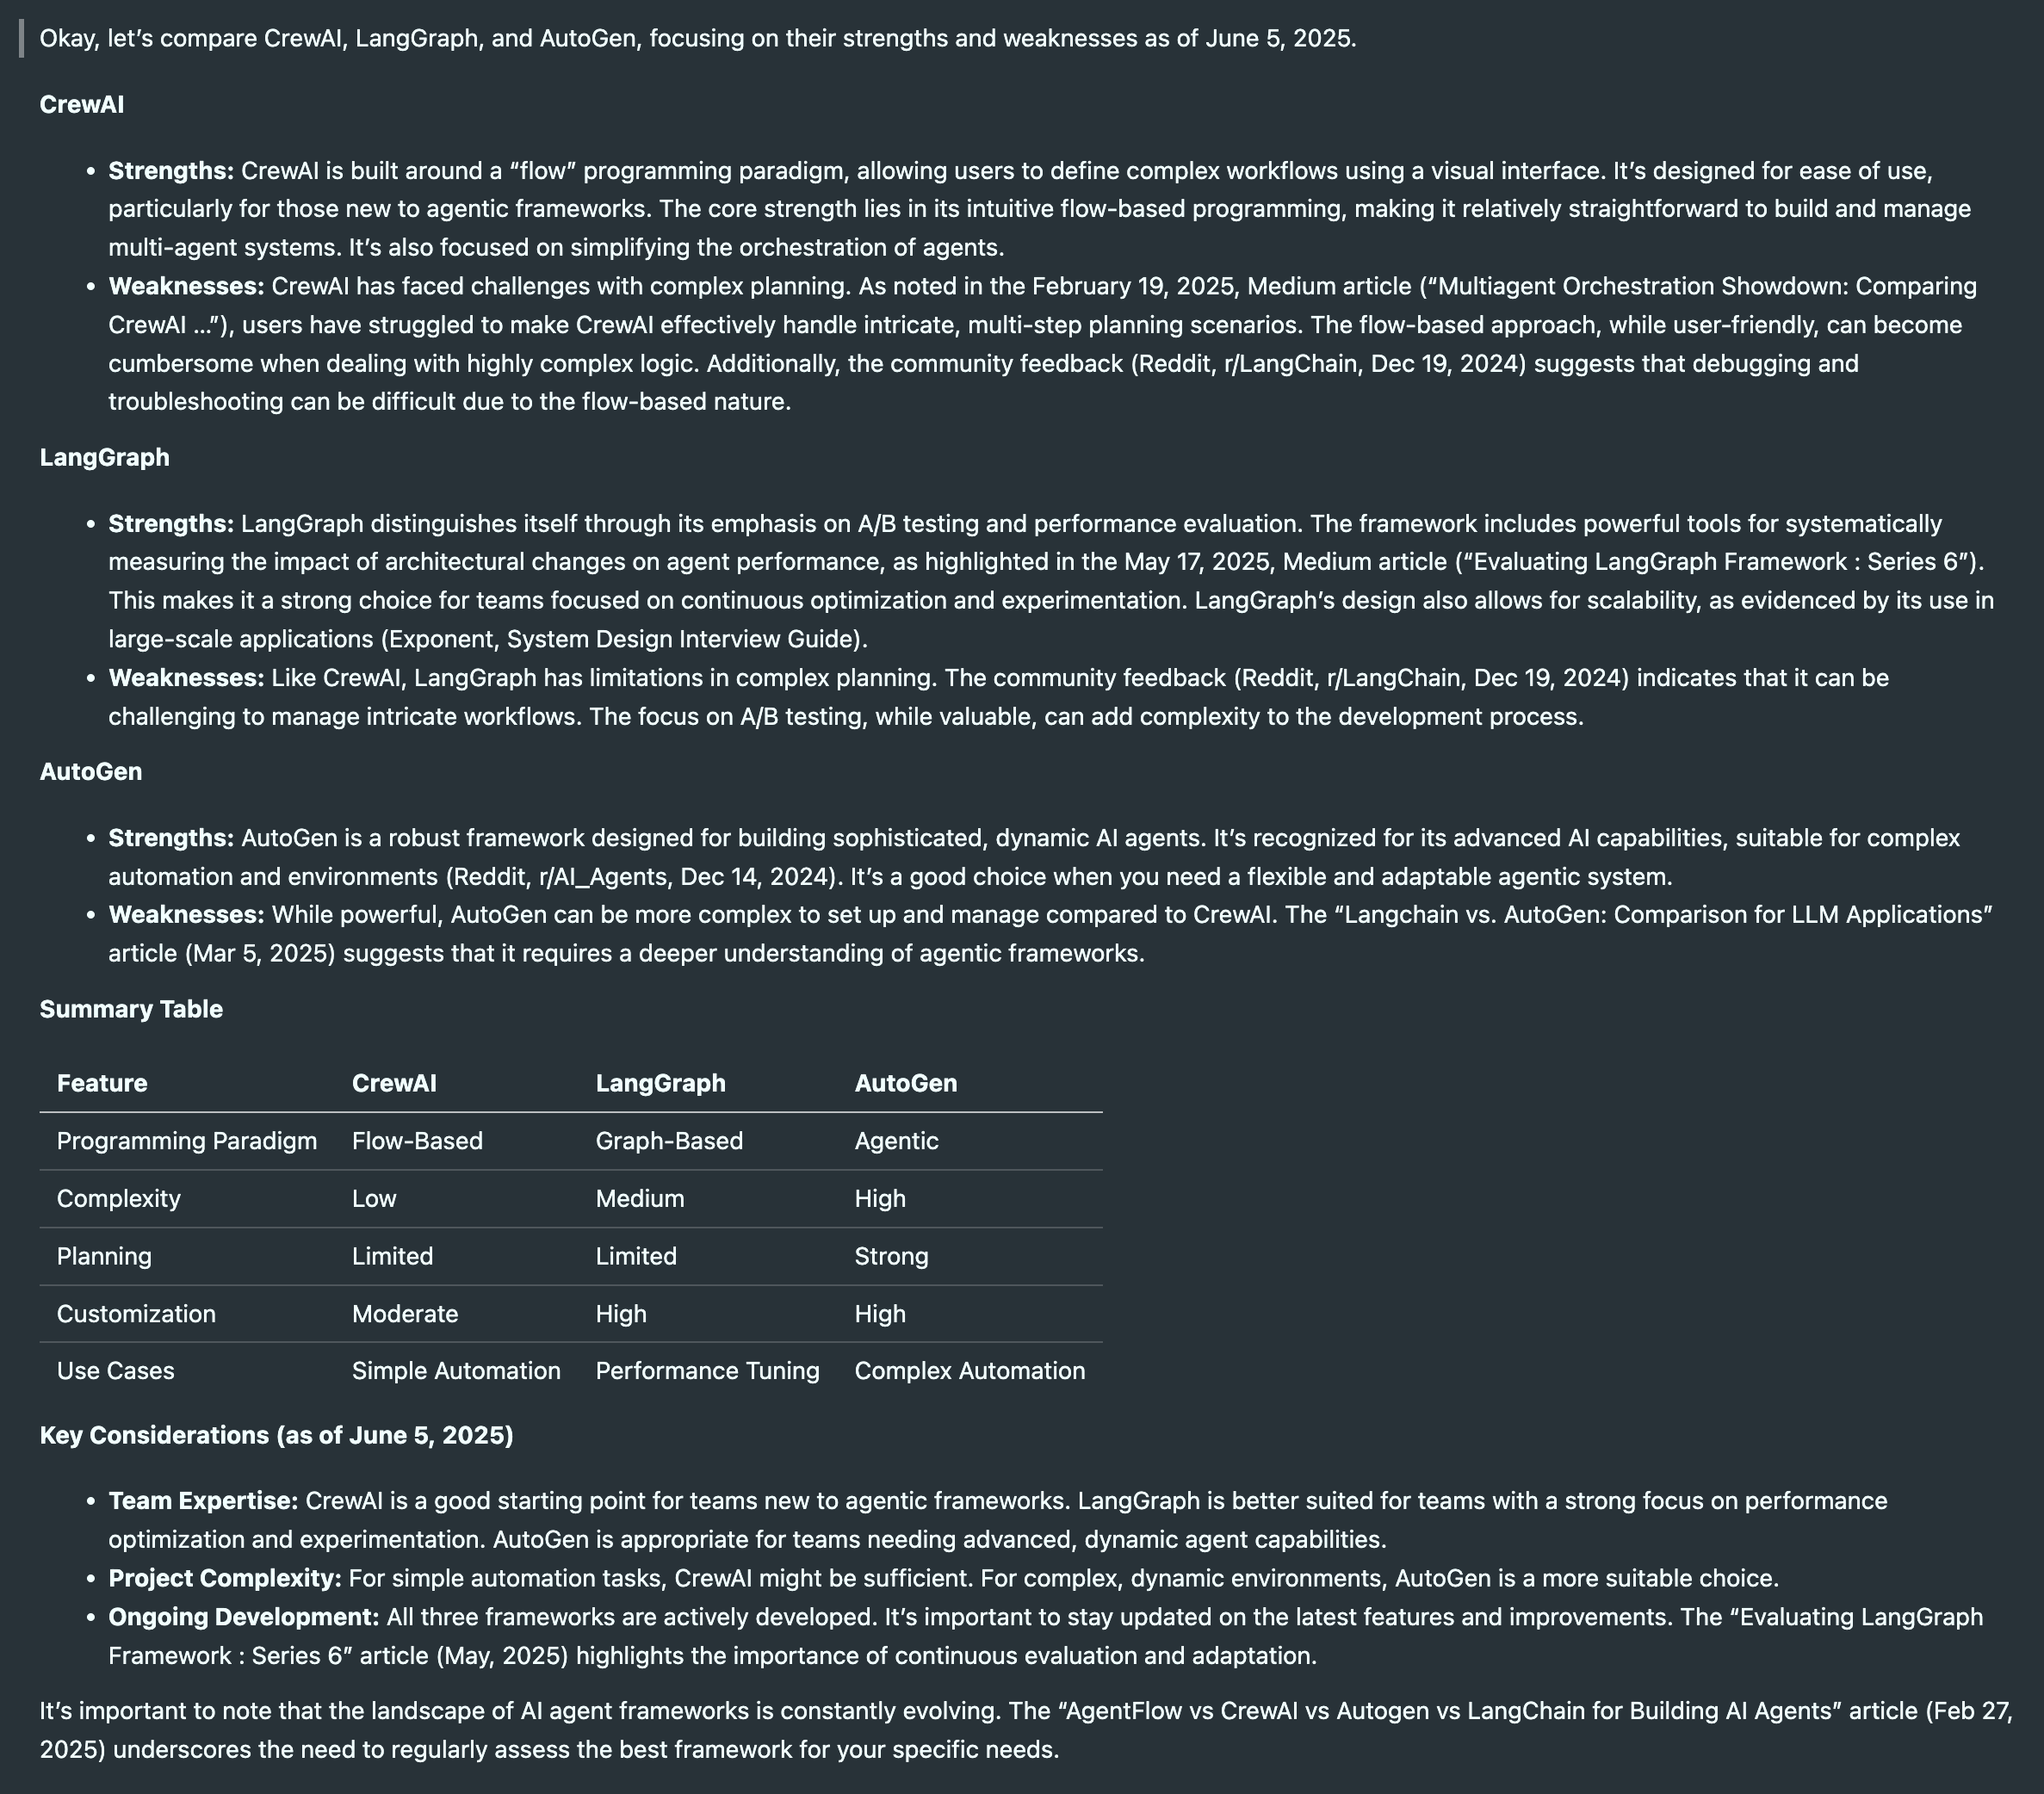 Okay, let’s compare CrewAI, LangGraph, and AutoGen, focusing on their strengths and weaknesses as of June 5, 2025.
CrewAI
• Strengths: CrewAI is built around a “flow” programming paradigm, allowing users to define complex workflows using a visual interface. It’s designed for ease of use,
particularly for those new to agentic frameworks. The core strength lies in its intuitive flow-based programming, making it relatively straightforward to build and manage
multi-agent systems. It’s also focused on simplifying the orchestration of agents.
• Weaknesses: CrewAI has faced challenges with complex planning. As noted in the February 19, 2025, Medium article (“Multiagent Orchestration Showdown: Comparing
CrewAI ...”), users have struggled to make CrewAI effectively handle intricate, multi-step planning scenarios. The flow-based approach, while user-friendly, can become
cumbersome when dealing with highly complex logic. Additionally, the community feedback (Reddit, r/LangChain, Dec 19, 2024) suggests that debugging and
troubleshooting can be difficult due to the flow-based nature.
LangGraph
• Strengths: LangGraph distinguishes itself through its emphasis on A/B testing and performance evaluation. The framework includes powerful tools for systematically
measuring the impact of architectural changes on agent performance, as highlighted in the May 17, 2025, Medium article (“Evaluating LangGraph Framework : Series 6”).
This makes it a strong choice for teams focused on continuous optimization and experimentation. LangGraph’s design also allows for scalability, as evidenced by its use in
large-scale applications (Exponent, System Design Interview Guide).
• Weaknesses: Like CrewAI, LangGraph has limitations in complex planning. The community feedback (Reddit, r/LangChain, Dec 19, 2024) indicates that it can be
challenging to manage intricate workflows. The focus on A/B testing, while valuable, can add complexity to the development process.
AutoGen
• Strengths: AutoGen is a robust framework designed for building sophisticated, dynamic AI agents. It’s recognized for its advanced AI capabilities, suitable for complex
automation and environments (Reddit, r/AI_Agents, Dec 14, 2024). It’s a good choice when you need a flexible and adaptable agentic system.
• Weaknesses: While powerful, AutoGen can be more complex to set up and manage compared to CrewAI. The “Langchain vs. AutoGen: Comparison for LLM Applications”
article (Mar 5, 2025) suggests that it requires a deeper understanding of agentic frameworks.
Summary Table
Feature CrewAI LangGraph AutoGen
Programming Paradigm Flow-Based Graph-Based Agentic
Complexity Low Medium High
Planning Limited Limited Strong
Customization Moderate High High
Use Cases Simple Automation Performance Tuning Complex Automation
Key Considerations (as of June 5, 2025)
• Team Expertise: CrewAI is a good starting point for teams new to agentic frameworks. LangGraph is better suited for teams with a strong focus on performance
optimization and experimentation. AutoGen is appropriate for teams needing advanced, dynamic agent capabilities.
• Project Complexity: For simple automation tasks, CrewAI might be sufficient. For complex, dynamic environments, AutoGen is a more suitable choice.
• Ongoing Development: All three frameworks are actively developed. It’s important to stay updated on the latest features and improvements. The “Evaluating LangGraph
Framework : Series 6” article (May, 2025) highlights the importance of continuous evaluation and adaptation.
It’s important to note that the landscape of AI agent frameworks is constantly evolving. The “AgentFlow vs CrewAI vs Autogen vs LangChain for Building AI Agents” article (Feb 27,
2025) underscores the need to regularly assess the best framework for your specific needs.